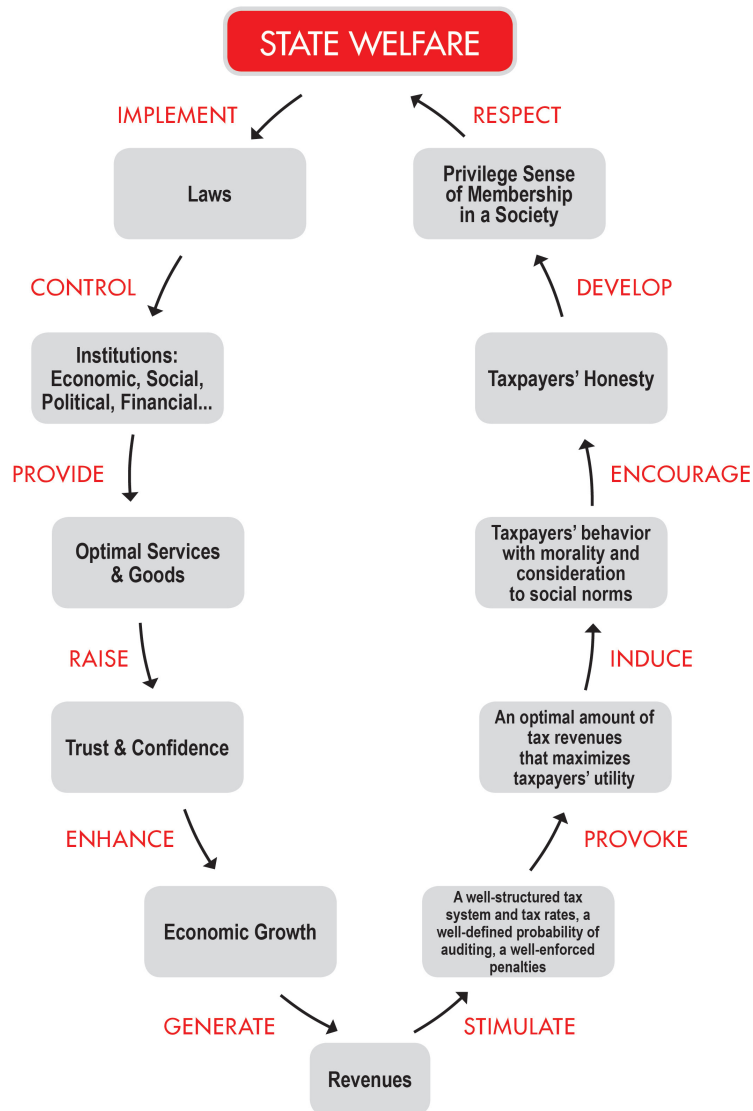 STATE WELFARE
IMPLEMENT
Laws
CONTROL
Institutions:
Economic, Social,
Political, Financial...
PROVIDE
Optimal Services
& Goods
RAISE
Trust & Confidence
ENHANCE
Economic Growth
GENERATE
Revenues
STIMULATE
A well-structured tax
system and tax rates, a
well-defined probability of
auditing, a well-enforced
penalties
PROVOKE
An optimal amount of
tax revenues
that maximizes
taxpayers’ utility
INDUCE
Taxpayers’ behavior
with morality and
consideration
to social norms
ENCOURAGE
Taxpayers’ Honesty
DEVELOP
Privilege Sense
of Membership
in a Society
RESPECT